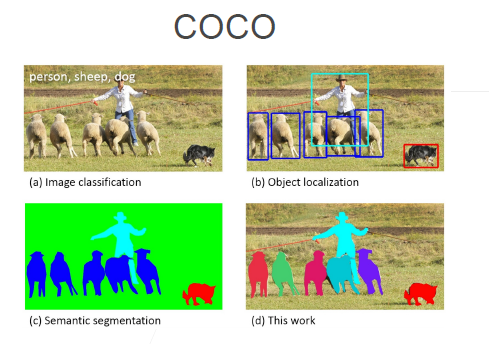 COCO
person, sheep, dog
(a) Image classification
(b) Object localization
(c) Semantic segmentation
(d) This work